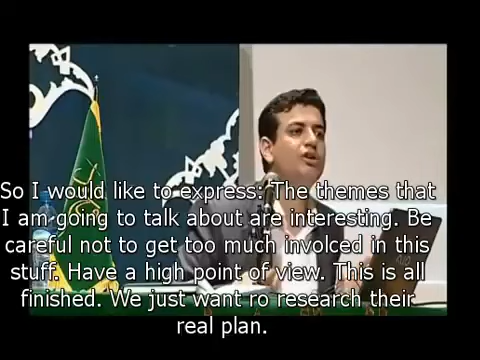 So I would like to express: The themes that
I am going to talk about are interesting. Be
careful not to get too much involced in this
stuff. Have a high point of view. This is all
finished. We just want ro research their
real plan.